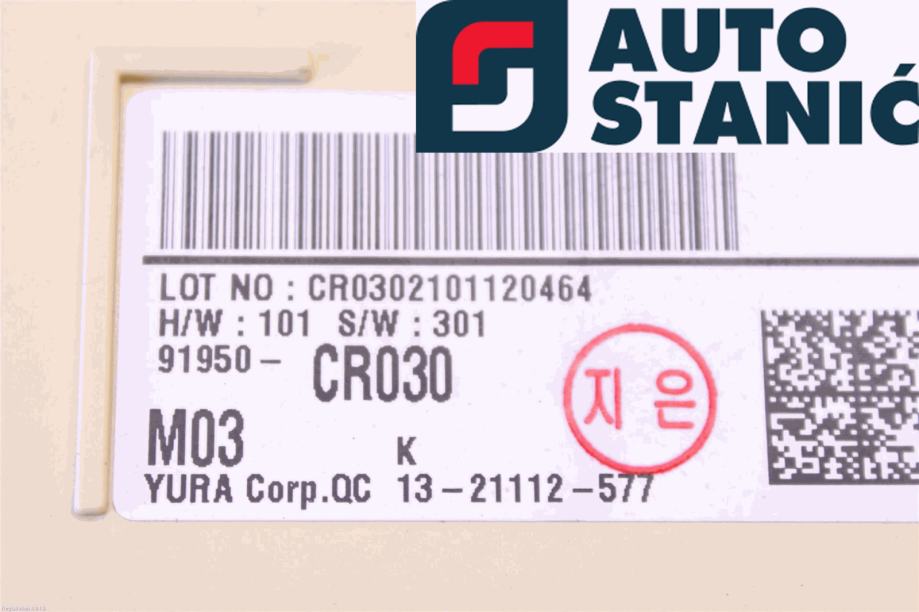 AUTO
STANIĆ
LOT NO : CR0302101120464
H/W : 101 S/W : 301
91950- CR030
지은
M03
K
YURA Corp.QC 13-21112-577